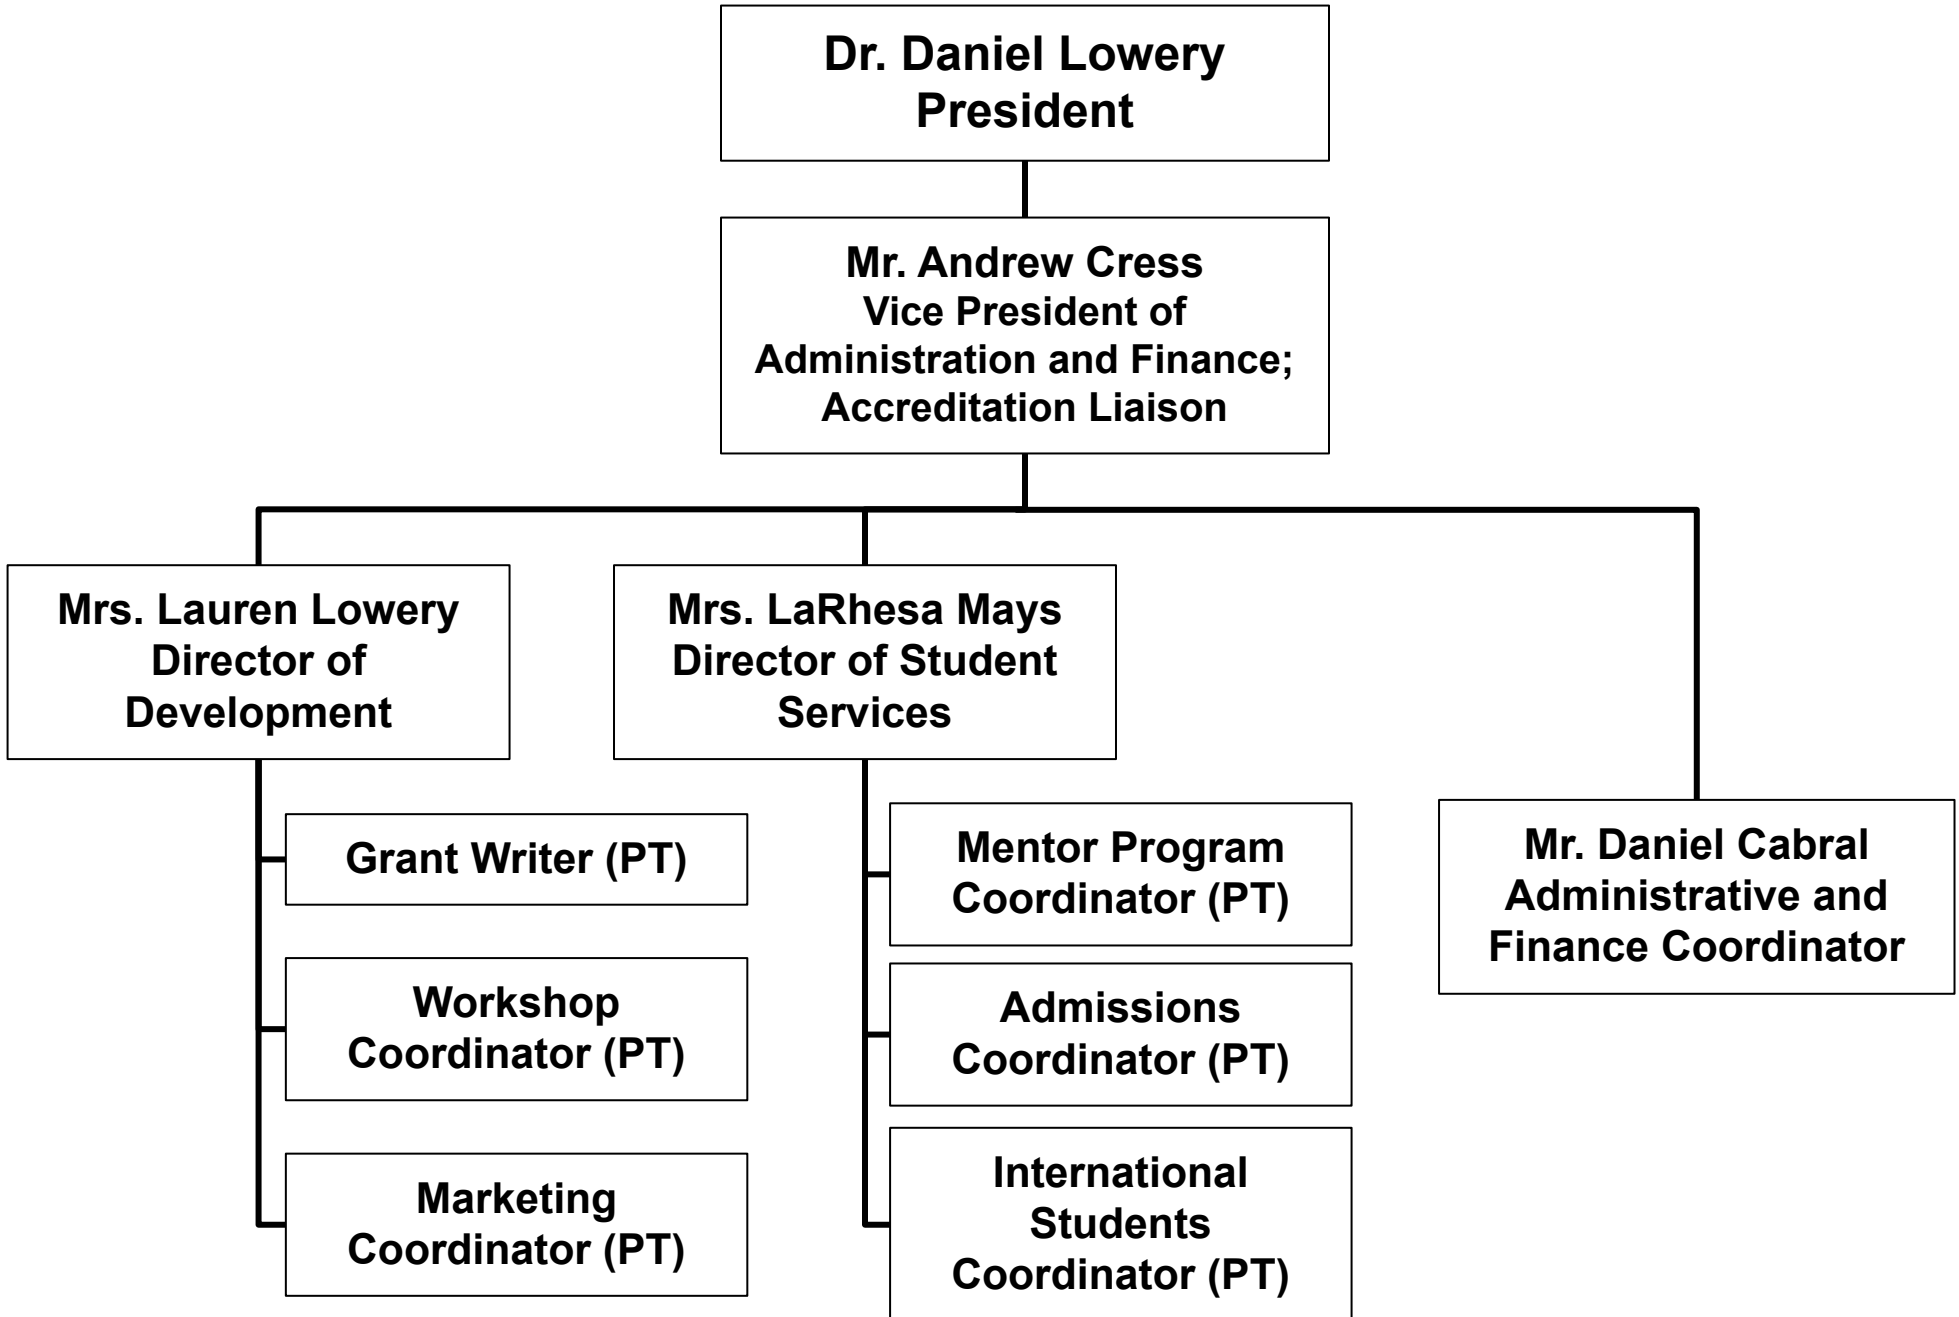 Dr. Daniel Lowery
President
Mr. Andrew Cress
Vice President of
Administration and Finance;
Accreditation Liaison
Mrs. Lauren Lowery
Director of
Development
Mrs. LaRhesa Mays
Director of Student
Services
Grant Writer (PT)
Workshop
Coordinator (PT)
Marketing
Coordinator (PT)
Mentor Program
Coordinator (PT)
Admissions
Coordinator (PT)
International
Students
Coordinator (PT)
Mr. Daniel Cabral
Administrative and
Finance Coordinator